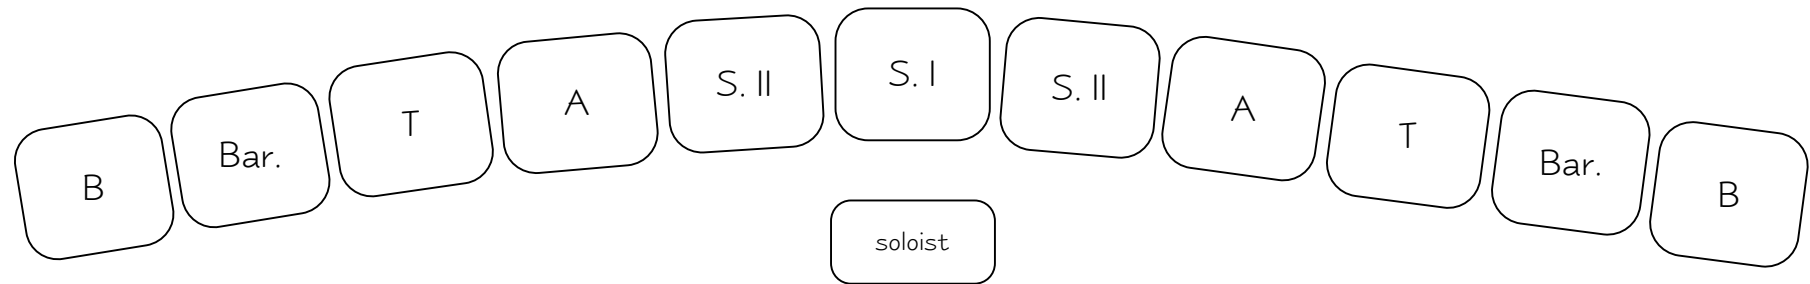 B
Bar.
T
A
S. II
S. I
S. II
A
T
Bar.
B
soloist